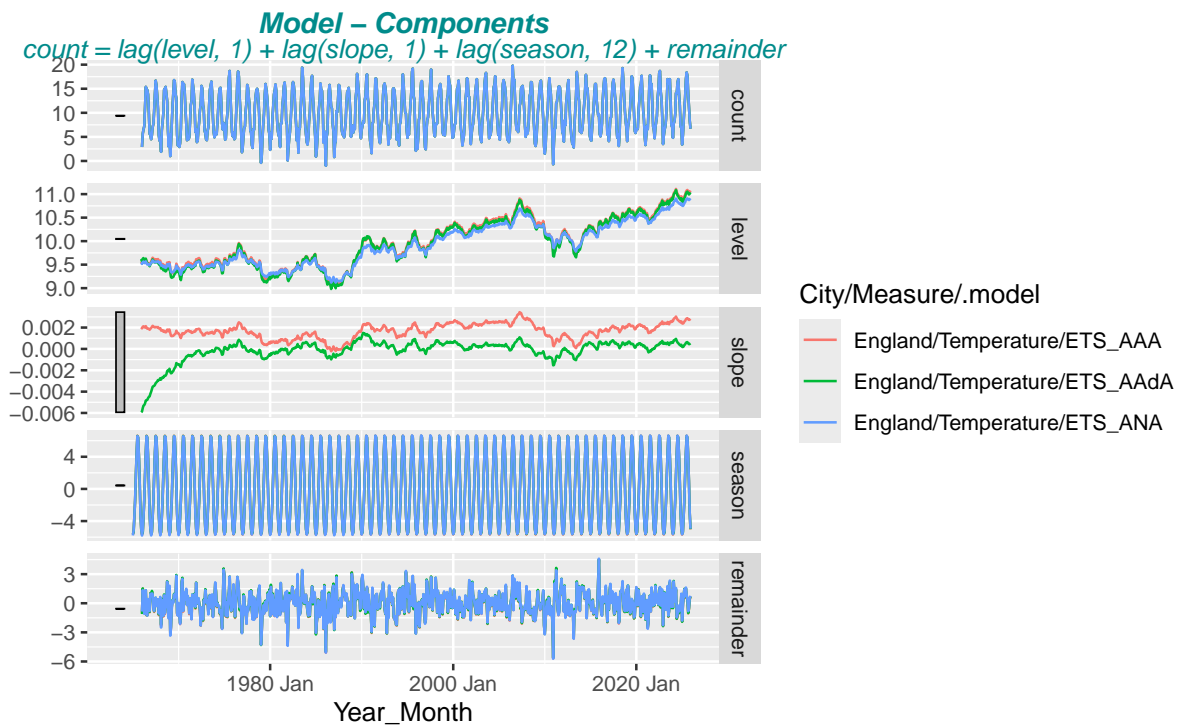 Model – Components
count = lag(level, 1) + lag(slope, 1) + lag(season, 12) + remainder
20
15
10
5
0
count
11.0
10.5
10.0
9.5
9.0
level
0.002
0.000
−0.002
−0.004
−0.006
slope
4
0
−4
season
3
0
−3
−6
remainder
1980 Jan
2000 Jan
2020 Jan
Year_Month
City/Measure/.model
England/Temperature/ETS_AAA
England/Temperature/ETS_AAdA
England/Temperature/ETS_ANA